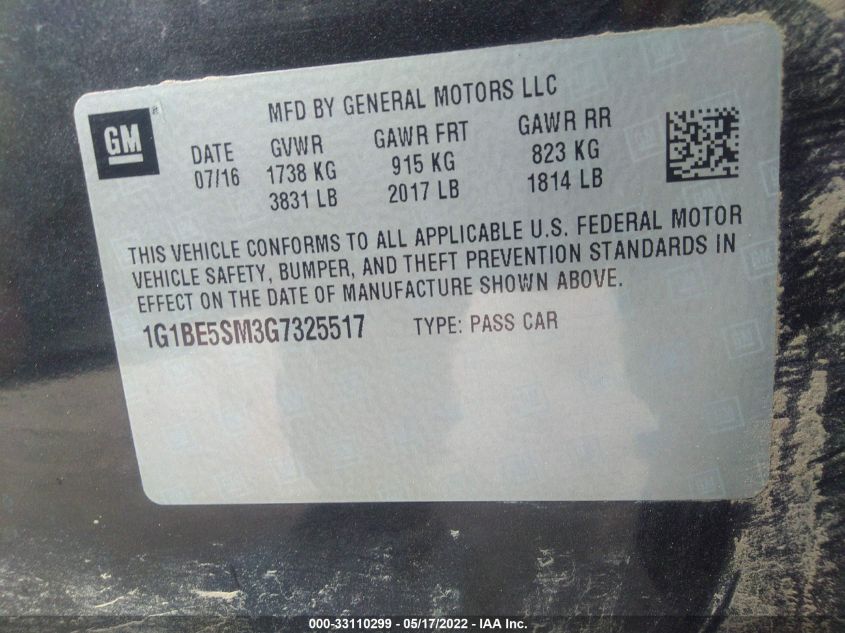 MFD BY GENERAL MOTORS LLC
GM
DATE GVWR GAWR FRT GAWR RR
07/16 1738 KG 915 KG 823 KG
3831 LB 2017 LB 1814 LB
THIS VEHICLE CONFORMS TO ALL APPLICABLE U.S. FEDERAL MOTOR
VEHICLE SAFETY, BUMPER, AND THEFT PREVENTION STANDARDS IN
EFFECT ON THE DATE OF MANUFACTURE SHOWN ABOVE.
1G1BE5SM3G7325517 TYPE: PASS CAR
000-33110299 - 05/17/2022 - IAA Inc.